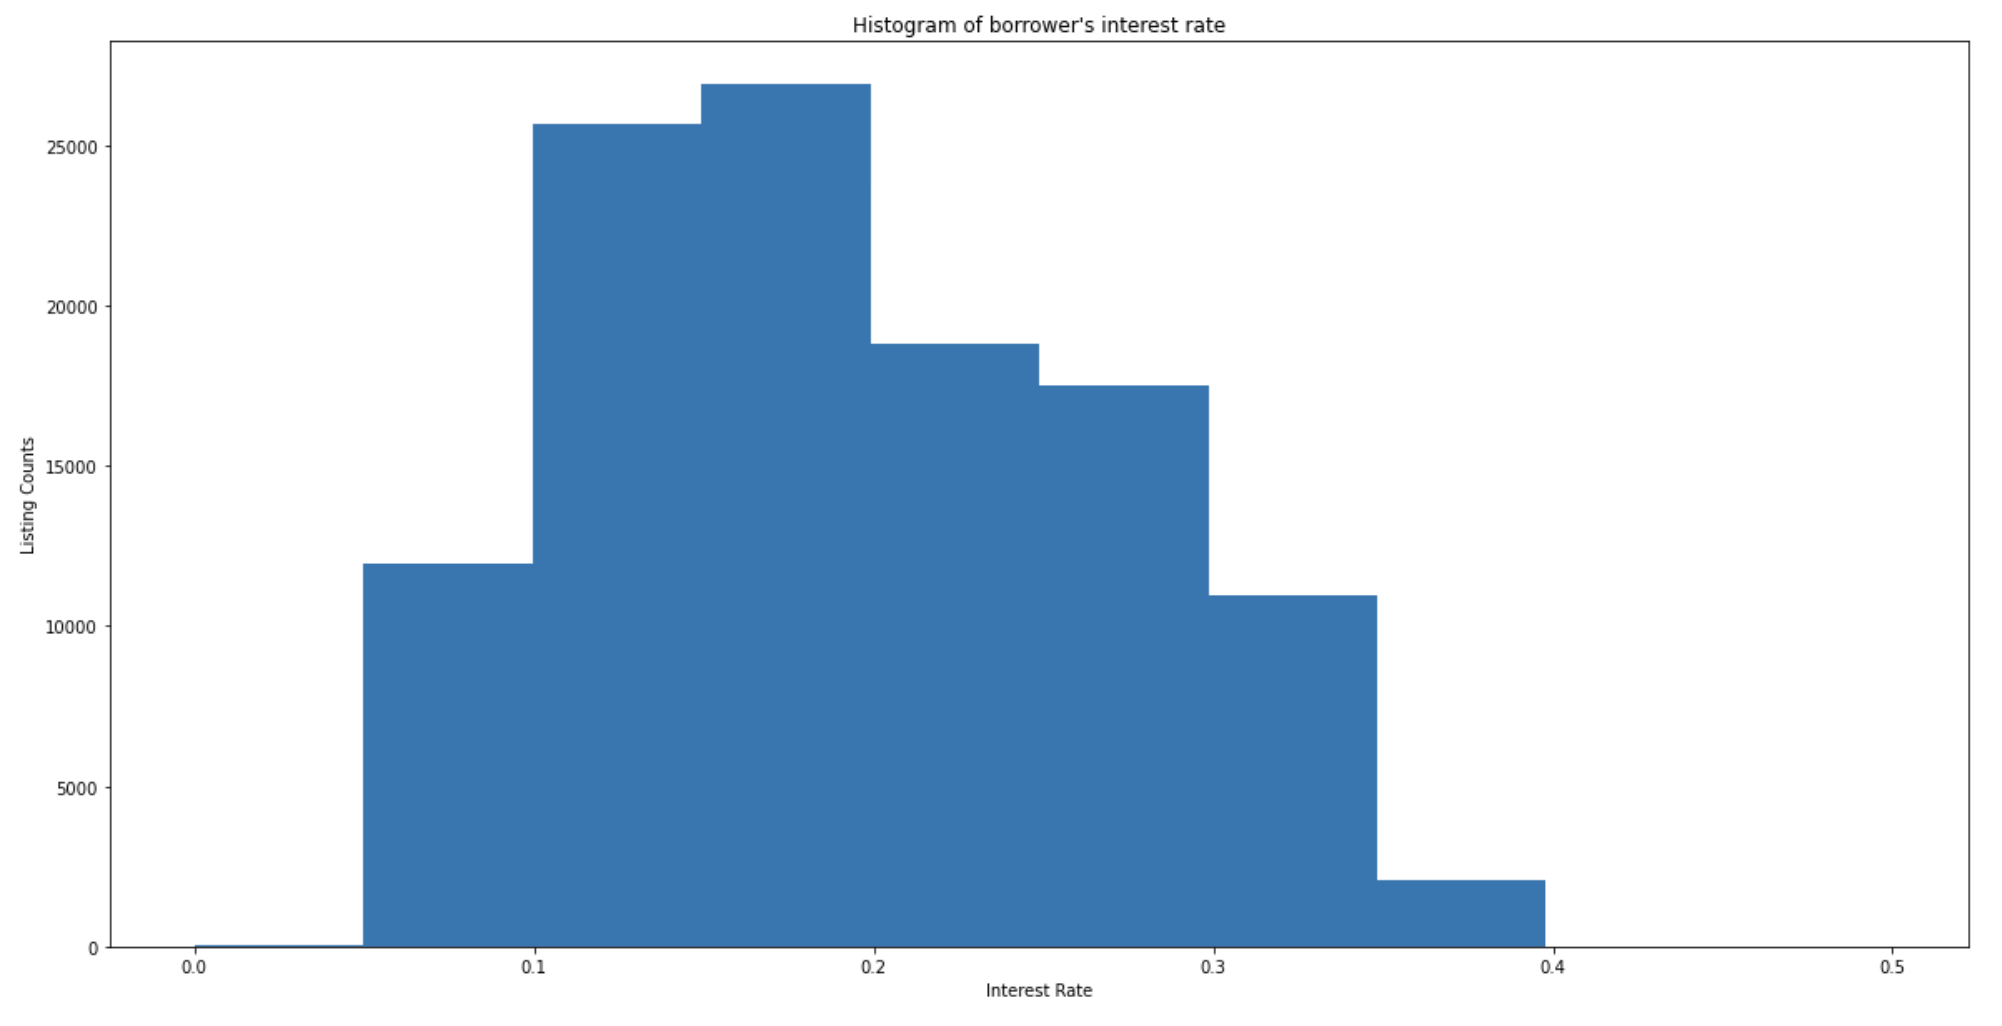 Histogram of borrower's interest rate
Listing Counts
25000
20000
15000
10000
5000
0
0.0 0.1 0.2 0.3 0.4 0.5
Interest Rate